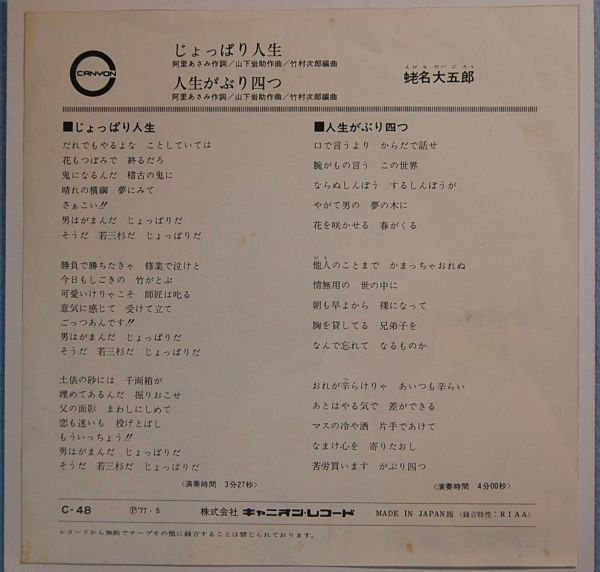 CANYON
じょっぱり人生
阿里あさみ作詞／山下岩助作曲／竹村次郎編曲
人生がぶり四つ
阿里あさみ作詞／山下岩助作曲／竹村次郎編曲
えびなだいごろう
蛯名大五郎
■じょっぱり人生
だれでもやるよな　ことしていては
花もつぼみで　終るだろ
鬼になるんだ　稽古の鬼に
晴れの横綱　夢にみて
さぁこい!!
男はがまんだ　じょっぱりだ
そうだ　若三杉だ　じょっぱりだ
勝負で勝ちたきゃ　修業で泣けと
今日もしごきの　竹がとぶ
可愛いけりゃこそ　師匠は叱る
意気に感じて　受けて立て
ごっつあんです!!
男はがまんだ　じょっぱりだ
そうだ　若三杉だ　じょっぱりだ
土俵の砂には　千両箱が
埋めてあるんだ　掘りおこせ
父の面影　まわしにしめて
恋も迷いも　投げとばし
もういっちょう!!
男はがまんだ　じょっぱりだ
そうだ　若三杉だ　じょっぱりだ
〈演奏時間　3分27秒〉
■人生がぶり四つ
口で言うより　からだで話せ
腕がもの言う　この世界
ならぬしんぼう　するしんぼうが
やがて男の　夢の木に
花を咲かせる　春がくる
他人のことまで　かまっちゃおれぬ
情無用の　世の中に
朝も早よから　裸になって
胸を貸してる　兄弟子を
なんで忘れて　なるものか
おれが辛らけりゃ　あいつも辛らい
あとはやる気で　差ができる
マスの冷や酒　片手であけて
なまけ心を　寄りたおし
苦労買います　がぶり四つ
〈演奏時間　4分00秒〉
C-48　℗'77・5　株式会社 キャニオン・レコード　MADE IN JAPAN 〈録音特性：RIAA〉
レコードから無断でテープその他に録音することは禁じられております。